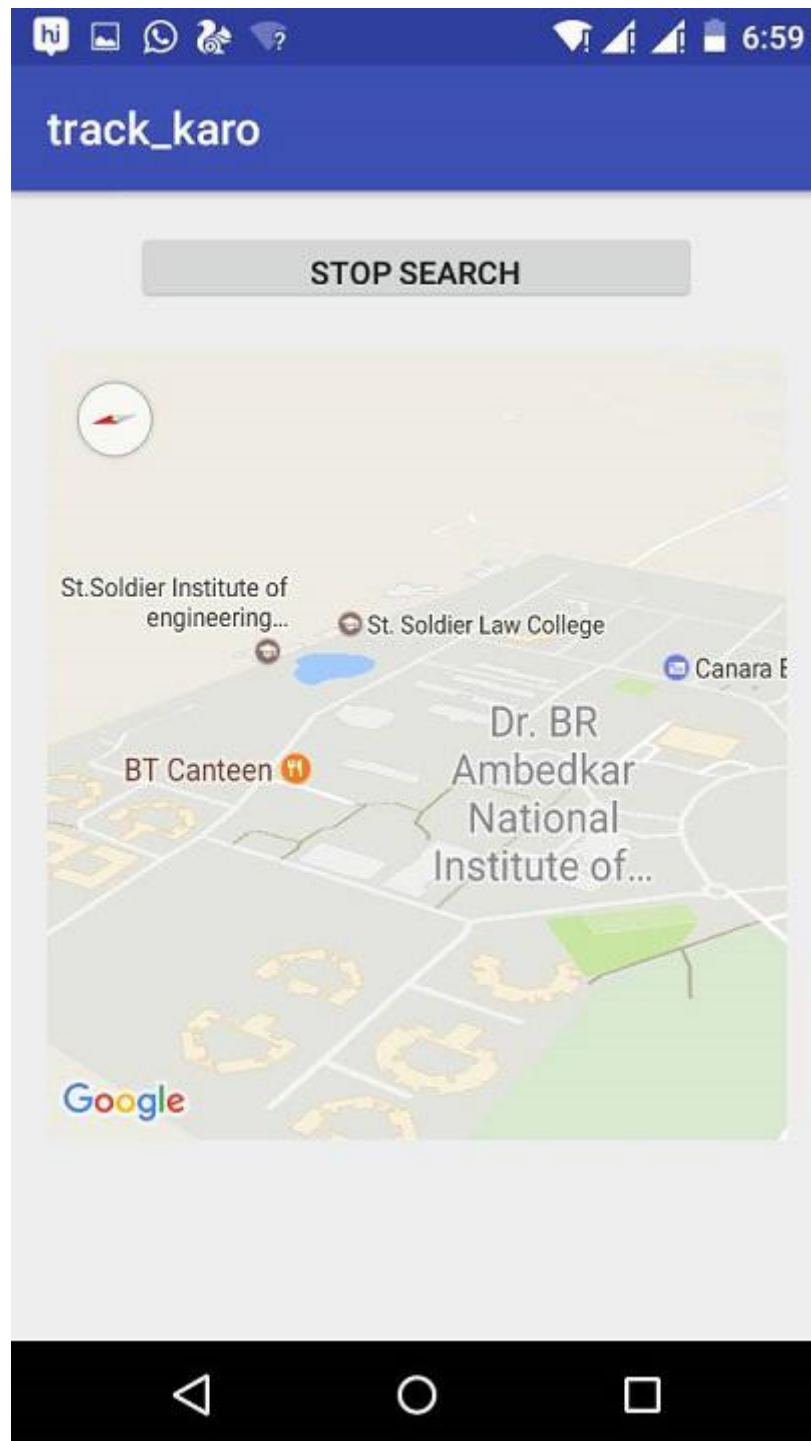 hi
?
6:59
track_karo
STOP SEARCH
St.Soldier Institute of
engineering...
St. Soldier Law College
Canara E
BT Canteen
Dr. BR
Ambedkar
National
Institute of...
Google